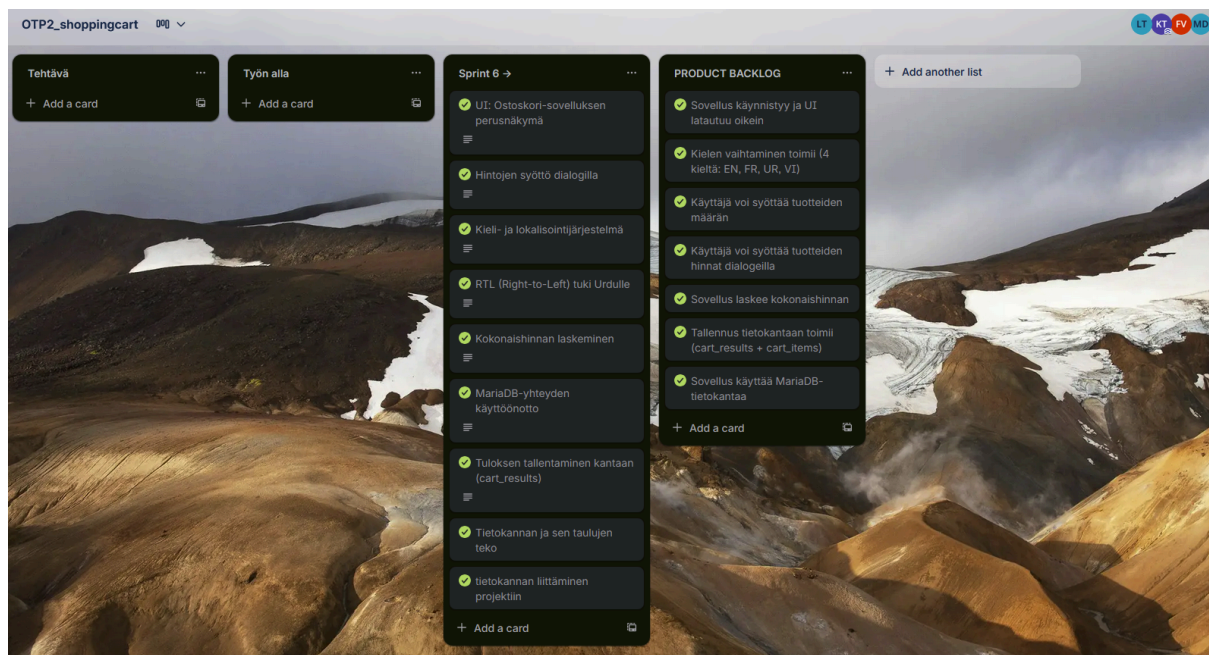 OTP2_shoppingcart
LT KT FV MD
Tehtävä
+ Add a card
Työn alla
+ Add a card
Sprint 6 →
UI: Ostoskori-sovelluksen
perusnäkymä
Hintojen syöttö dialogilla
Kieli- ja lokalisointijärjestelmä
RTL (Right-to-Left) tuki Urdulle
Kokonaishinnan laskeminen
MariaDB-yhteyden
käyttöönotto
Tuloksen tallentaminen kantaan
(cart_results)
Tietokannan ja sen taulujen
teko
tietokannan liittäminen
projektiin
+ Add a card
PRODUCT BACKLOG
Sovellus käynnistyy ja UI
latautuu oikein
Kielen vaihtaminen toimii (4
kieltä: EN, FR, UR, VI)
Käyttäjä voi syöttää tuotteiden
määrän
Käyttäjä voi syöttää tuotteiden
hinnat dialogeilla
Sovellus laskee kokonaishinnan
Tallennus tietokantaan toimii
(cart_results + cart_items)
Sovellus käyttää MariaDB-
tietokantaa
+ Add a card
+ Add another list